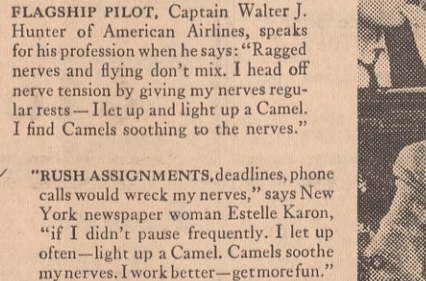 FLAGSHIP PILOT, Captain Walter J.
Hunter of American Airlines, speaks
for his profession when he says: "Ragged
nerves and flying don't mix. I head off
nerve tension by giving my nerves regu-
lar rests—I let up and light up a Camel.
I find Camels soothing to the nerves."
"RUSH ASSIGNMENTS, deadlines, phone
calls would wreck my nerves," says New
York newspaper woman Estelle Karon,
"if I didn't pause frequently. I let up
often—light up a Camel. Camels soothe
my nerves. I work better—get more fun."